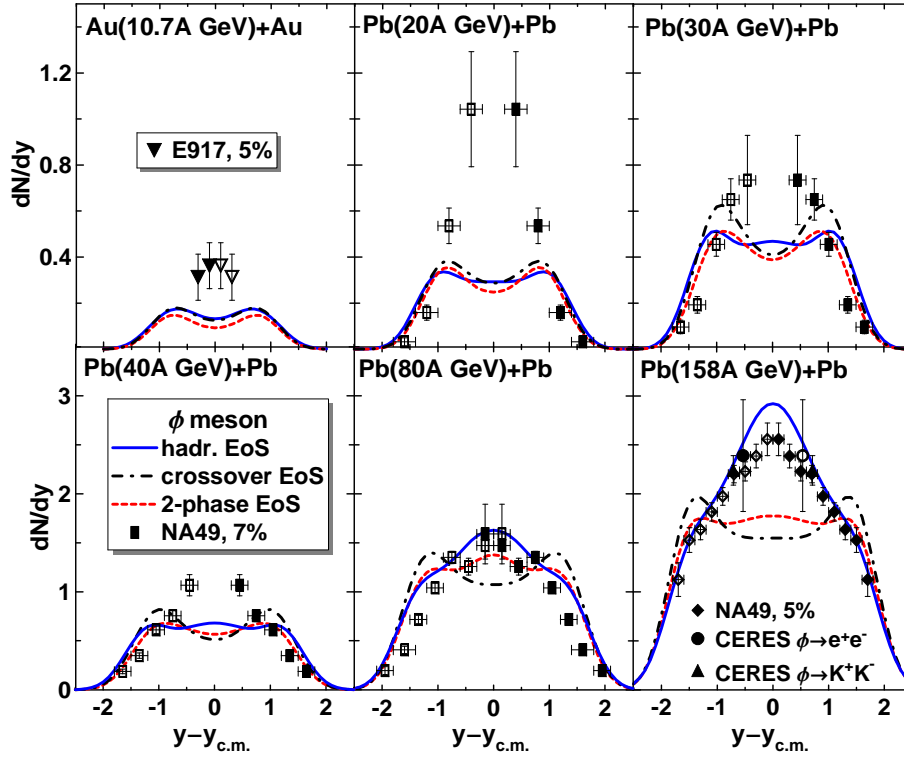 Au(10.7A GeV)+Au
Pb(20A GeV)+Pb
Pb(30A GeV)+Pb
1.2
0.8
0.4
dN/dy
E917, 5%
Pb(40A GeV)+Pb
Pb(80A GeV)+Pb
Pb(158A GeV)+Pb
3
2
1
0
dN/dy
ϕ meson
hadr. EoS
crossover EoS
2-phase EoS
NA49, 7%
NA49, 5%
CERES ϕ→e⁺e⁻
CERES ϕ→K⁺K⁻
-2 -1 0 1 2
-2 -1 0 1 2
-2 -1 0 1 2
y−y_c.m.
y−y_c.m.
y−y_c.m.